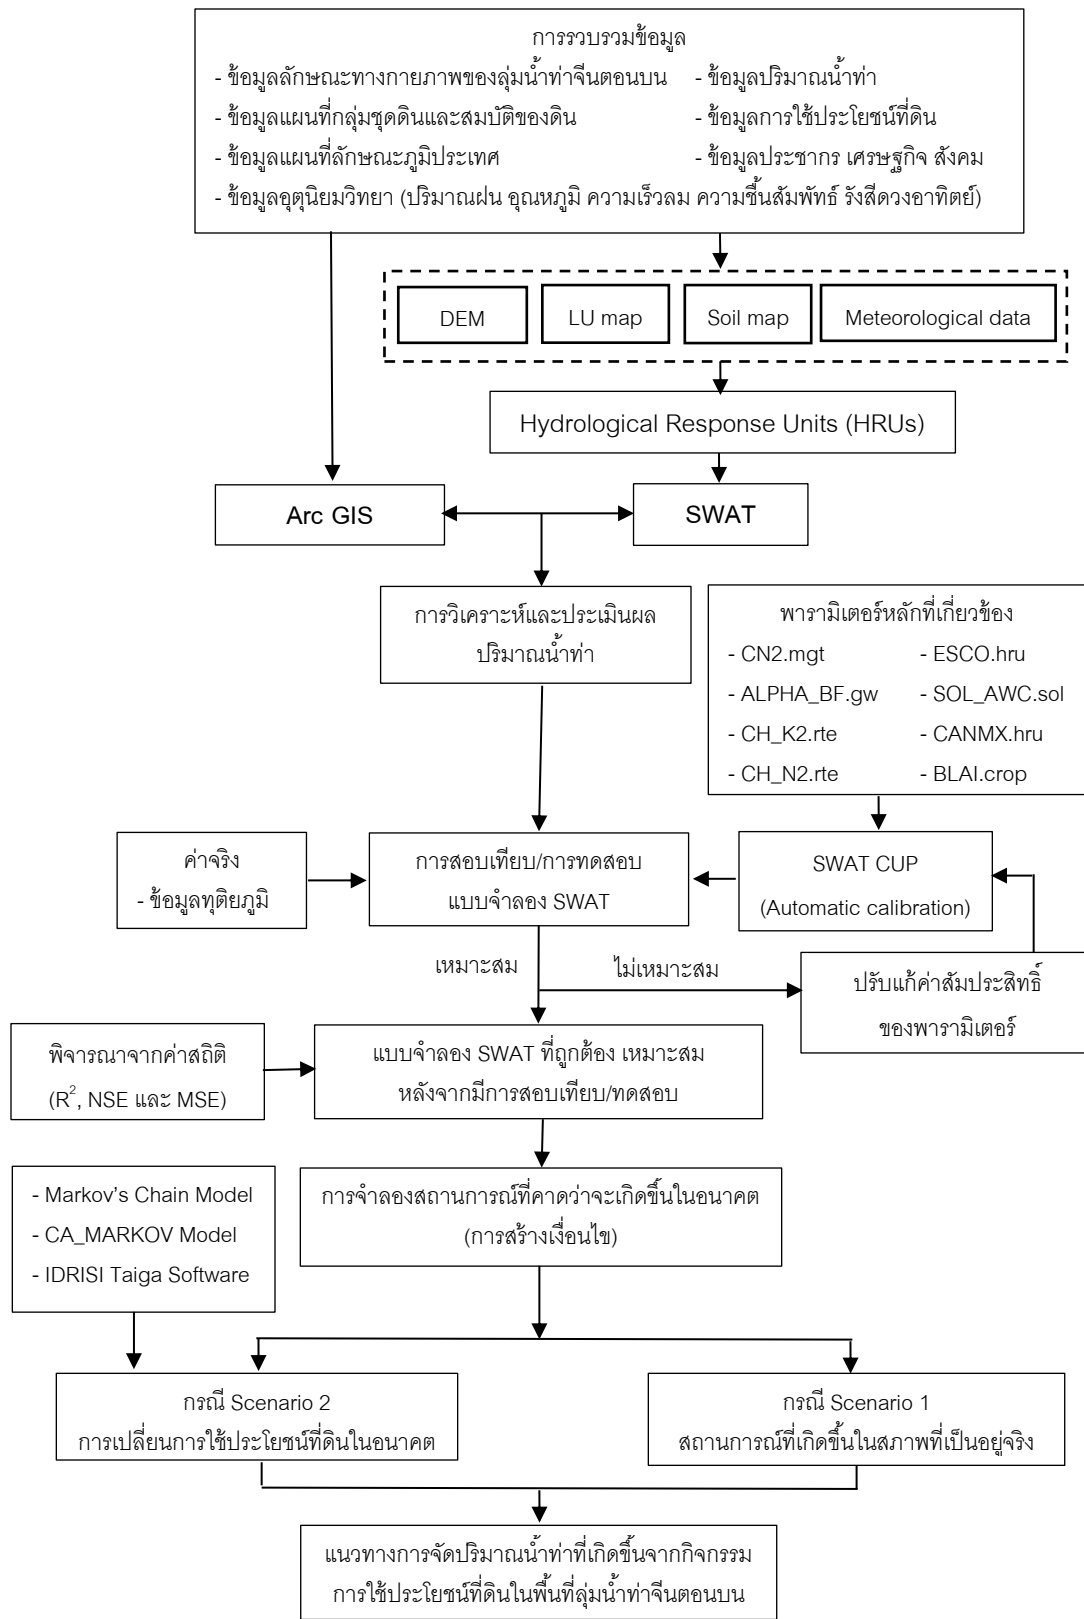 การรวบรวมข้อมูล
- ข้อมูลลักษณะทางกายภาพของลุ่มน้ำท่าจีนตอนบน - ข้อมูลปริมาณน้ำท่า
- ข้อมูลแผนที่กลุ่มชุดดินและสมบัติของดิน - ข้อมูลการใช้ประโยชน์ที่ดิน
- ข้อมูลแผนที่ลักษณะภูมิประเทศ - ข้อมูลประชากร เศรษฐกิจ สังคม
- ข้อมูลอุตุนิยมวิทยา (ปริมาณฝน อุณหภูมิ ความเร็วลม ความชื้นสัมพัทธ์ รังสีดวงอาทิตย์)
DEM
LU map
Soil map
Meteorological data
Hydrological Response Units (HRUs)
Arc GIS
SWAT
การวิเคราะห์และประเมินผล
ปริมาณน้ำท่า
พารามิเตอร์หลักที่เกี่ยวข้อง
- CN2.mgt - ESCO.hru
- ALPHA_BF.gw - SOL_AWC.sol
- CH_K2.rte - CANMX.hru
- CH_N2.rte - BLAI.crop
ค่าจริง
- ข้อมูลทุติยภูมิ
การสอบเทียบ/การทดสอบ
แบบจำลอง SWAT
SWAT CUP
(Automatic calibration)
เหมาะสม
ไม่เหมาะสม
ปรับแก้ค่าสัมประสิทธิ์
ของพารามิเตอร์
พิจารณาจากค่าสถิติ
(R², NSE และ MSE)
แบบจำลอง SWAT ที่ถูกต้อง เหมาะสม
หลังจากมีการสอบเทียบ/ทดสอบ
- Markov's Chain Model
- CA_MARKOV Model
- IDRISI Taiga Software
การจำลองสถานการณ์ที่คาดว่าจะเกิดขึ้นในอนาคต
(การสร้างเงื่อนไข)
กรณี Scenario 2
การเปลี่ยนการใช้ประโยชน์ที่ดินในอนาคต
กรณี Scenario 1
สถานการณ์ที่เกิดขึ้นในสภาพที่เป็นอยู่จริง
แนวทางการจัดปริมาณน้ำท่าที่เกิดขึ้นจากกิจกรรม
การใช้ประโยชน์ที่ดินในพื้นที่ลุ่มน้ำท่าจีนตอนบน